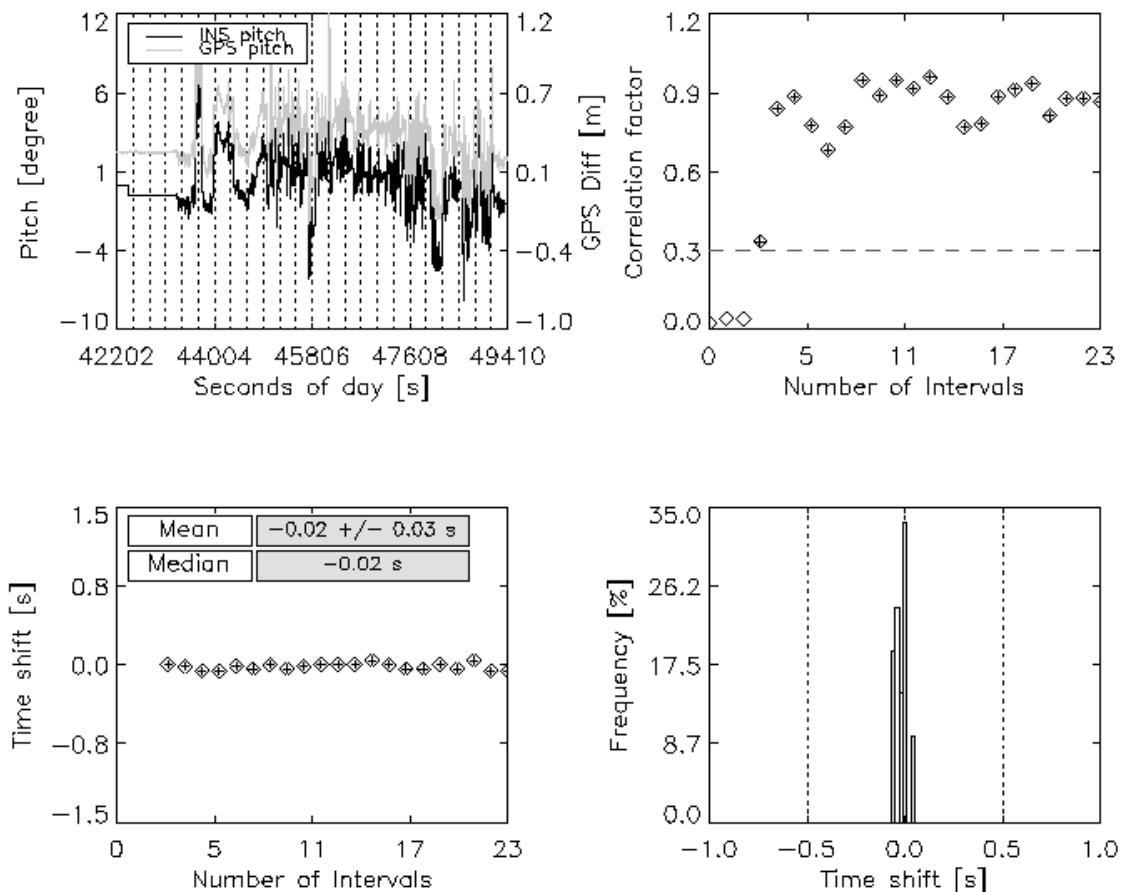 12
6
1
−4
−10
1.2
0.7
0.1
−0.4
−1.0
INS pitch
GPS pitch
Pitch [degree]
GPS Diff [m]
42202 44004 45806 47608 49410
Seconds of day [s]
1.2
0.9
0.6
0.3
0.0
Correlation factor
0 5 11 17 23
Number of Intervals
1.5
0.8
0.0
−0.8
−1.5
Mean −0.02 +/− 0.03 s
Median −0.02 s
Time shift [s]
0 5 11 17 23
Number of Intervals
35.0
26.2
17.5
8.7
0.0
Frequency [%]
−1.0 −0.5 0.0 0.5 1.0
Time shift [s]